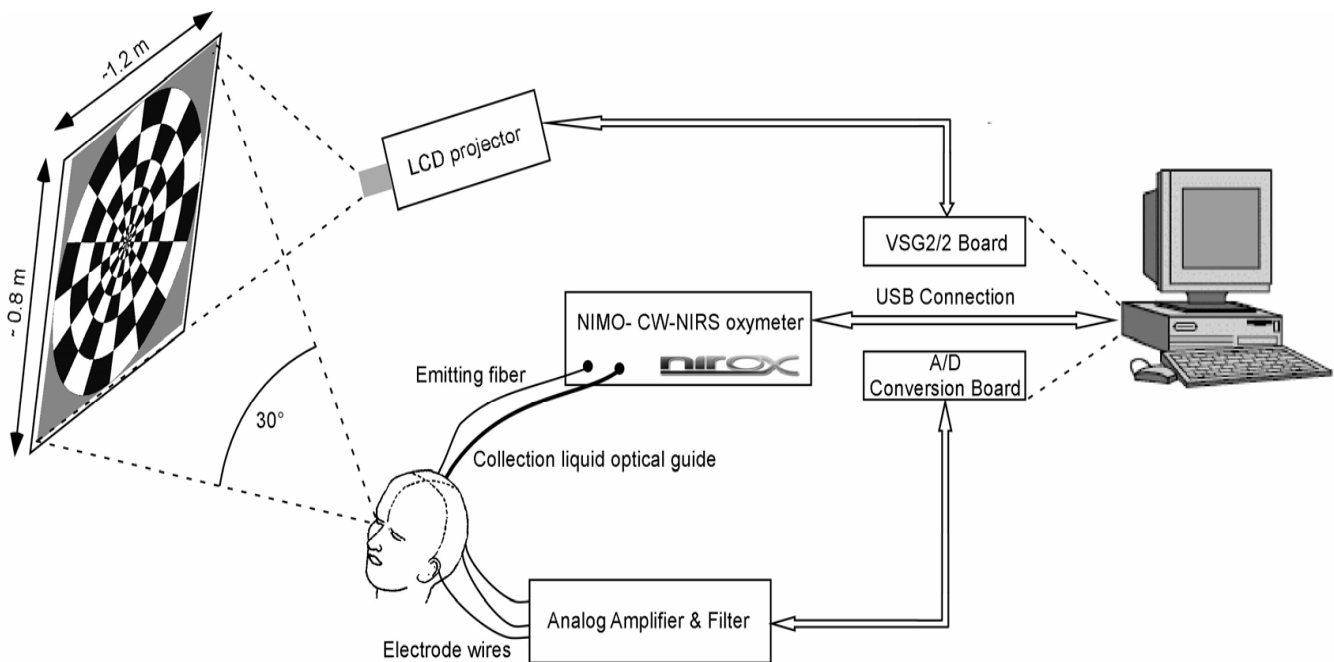 ~1.2 m
LCD projector
VSG2/2 Board
~ 0.8 m
USB Connection
NIMO- CW-NIRS oxymeter
nirox
A/D
Conversion Board
Emitting fiber
30°
Collection liquid optical guide
Analog Amplifier & Filter
Electrode wires